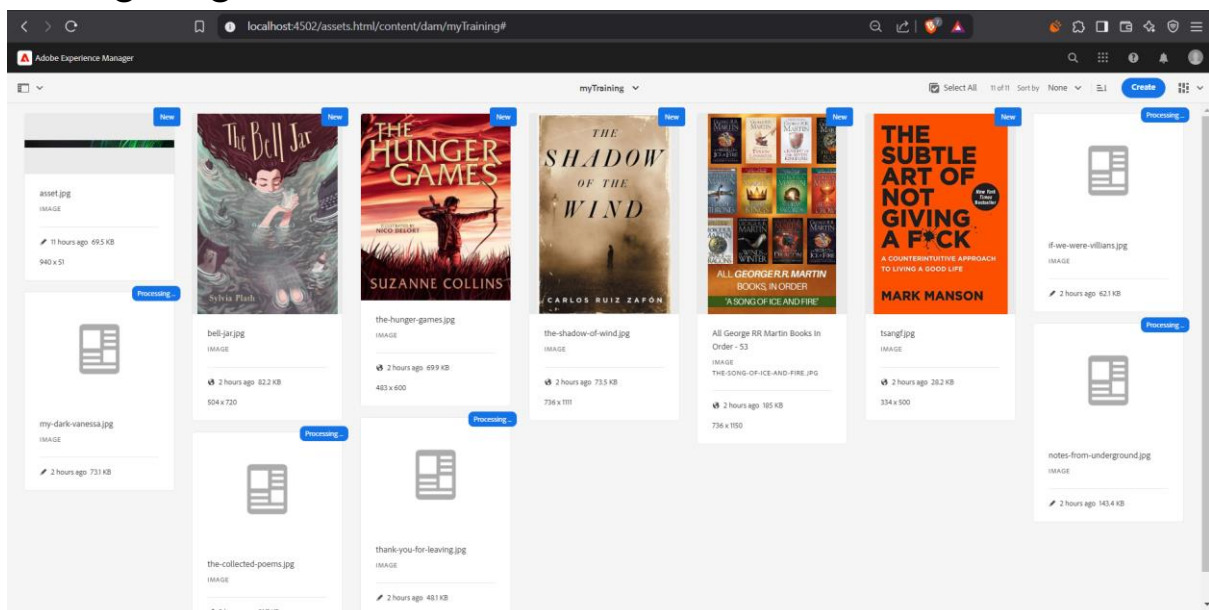 localhost:4502/assets.html/content/dam/myTraining#
Adobe Experience Manager
myTraining
Select All
11 of 11
Sort by
None
Create
New
asset.jpg
IMAGE
11 hours ago 69.5 KB
940 x 51
Processing ..
my-dark-vanessa.jpg
IMAGE
2 hours ago 73.1 KB
New
The Bell Jar
Sylvia Plath
bell-jar.jpg
IMAGE
2 hours ago 82.2 KB
504 x 720
Processing ..
the-collected-poems.jpg
IMAGE
New
THE
HUNGER
GAMES
ILLUSTRATED BY
NICO DELORT
SUZANNE COLLINS
the-hunger-games.jpg
IMAGE
2 hours ago 69.9 KB
483 x 600
Processing ..
thank-you-for-leaving.jpg
IMAGE
2 hours ago 48.1 KB
New
THE
SHADOW
OF THE
WIND
CARLOS RUIZ ZAFÓN
the-shadow-of-wind.jpg
IMAGE
2 hours ago 73.5 KB
736 x 1111
New
ALL GEORGE R.R. MARTIN
BOOKS, IN ORDER
'A SONG OF ICE AND FIRE'
All George RR Martin Books In
Order - 53
IMAGE
THE-SONG-OF-ICE-AND-FIRE.JPG
2 hours ago 185 KB
736 x 1150
New
THE
SUBTLE
ART OF
NOT
GIVING
A F*CK
New York
Times
Bestseller
A COUNTERINTUITIVE APPROACH
TO LIVING A GOOD LIFE
MARK MANSON
tsangf.jpg
IMAGE
2 hours ago 28.2 KB
334 x 500
Processing ..
if-we-were-villians.jpg
IMAGE
2 hours ago 62.1 KB
Processing ..
notes-from-underground.jpg
IMAGE
2 hours ago 143.4 KB